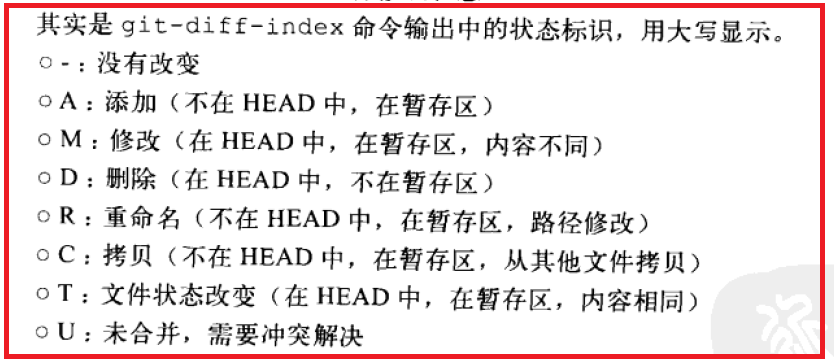 其实是 git-diff-index 命令输出中的状态标识，用大写显示。
○ -：没有改变
○ A：添加（不在 HEAD 中，在暂存区）
○ M：修改（在 HEAD 中，在暂存区，内容不同）
○ D：删除（在 HEAD 中，不在暂存区）
○ R：重命名（不在 HEAD 中，在暂存区，路径修改）
○ C：拷贝（不在 HEAD 中，在暂存区，从其他文件拷贝）
○ T：文件状态改变（在 HEAD 中，在暂存区，内容相同）
○ U：未合并，需要冲突解决